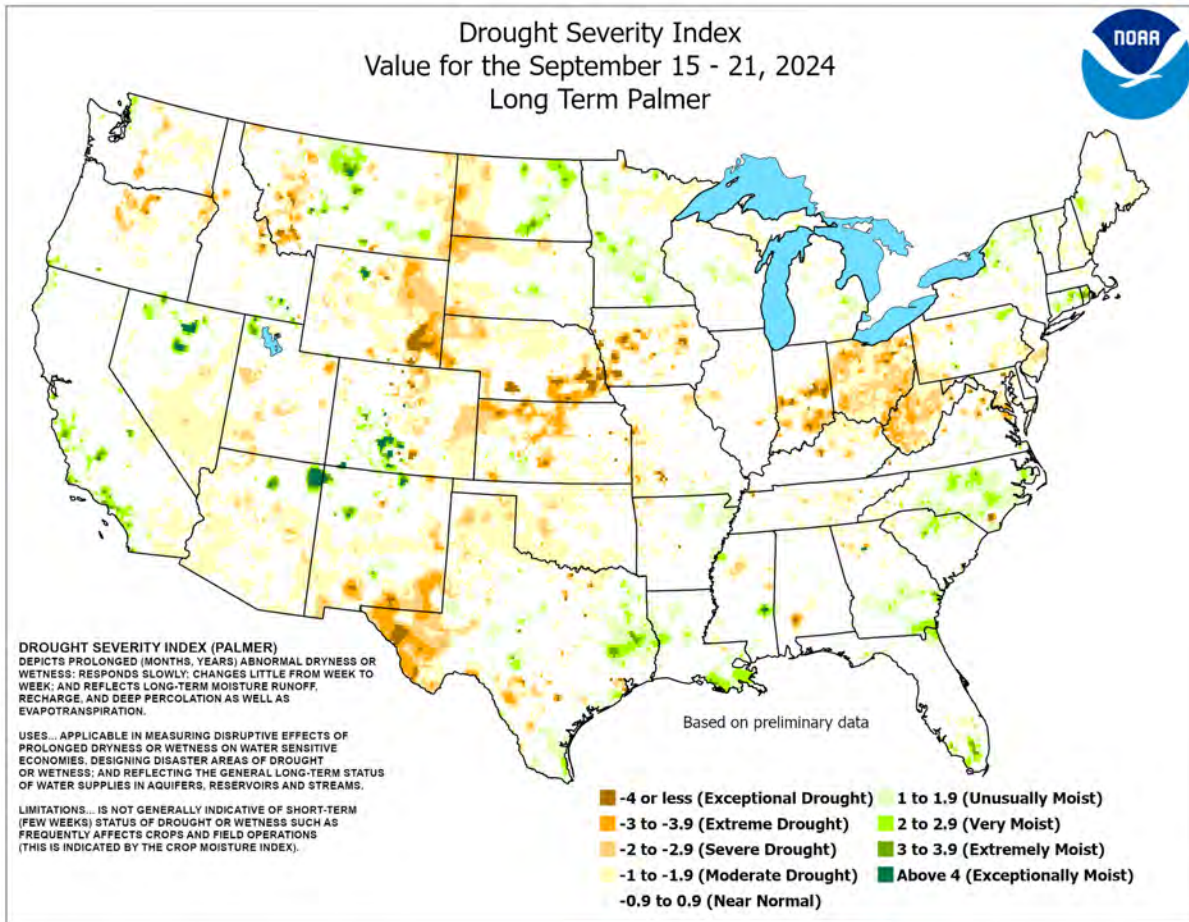 Drought Severity Index
Value for the September 15 - 21, 2024
Long Term Palmer
NOAA
DROUGHT SEVERITY INDEX (PALMER)
DEPICTS PROLONGED (MONTHS, YEARS) ABNORMAL DRYNESS OR
WETNESS: RESPONDS SLOWLY; CHANGES LITTLE FROM WEEK TO
WEEK; AND REFLECTS LONG-TERM MOISTURE RUNOFF,
RECHARGE, AND DEEP PERCOLATION AS WELL AS
EVAPOTRANSPIRATION.
USES... APPLICABLE IN MEASURING DISRUPTIVE EFFECTS OF
PROLONGED DRYNESS OR WETNESS ON WATER SENSITIVE
ECONOMIES. DESIGNING DISASTER AREAS OF DROUGHT
OR WETNESS; AND REFLECTING THE GENERAL LONG-TERM STATUS
OF WATER SUPPLIES IN AQUIFERS, RESERVOIRS AND STREAMS.
LIMITATIONS... IS NOT GENERALLY INDICATIVE OF SHORT-TERM
(FEW WEEKS) STATUS OF DROUGHT OR WETNESS SUCH AS
FREQUENTLY AFFECTS CROPS AND FIELD OPERATIONS
(THIS IS INDICATED BY THE CROP MOISTURE INDEX).
Based on preliminary data
-4 or less (Exceptional Drought)
-3 to -3.9 (Extreme Drought)
-2 to -2.9 (Severe Drought)
-1 to -1.9 (Moderate Drought)
-0.9 to 0.9 (Near Normal)
1 to 1.9 (Unusually Moist)
2 to 2.9 (Very Moist)
3 to 3.9 (Extremely Moist)
Above 4 (Exceptionally Moist)